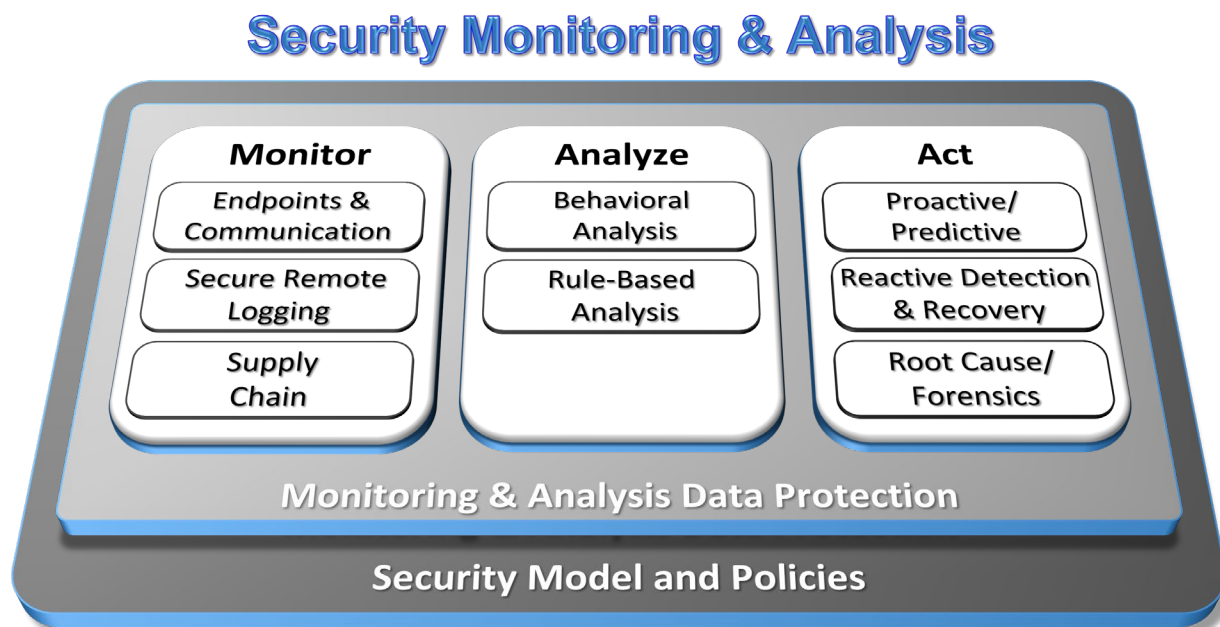 Security Monitoring & Analysis
Monitor
Endpoints &
Communication
Secure Remote
Logging
Supply
Chain
Analyze
Behavioral
Analysis
Rule-Based
Analysis
Act
Proactive/
Predictive
Reactive Detection
& Recovery
Root Cause/
Forensics
Monitoring & Analysis Data Protection
Security Model and Policies